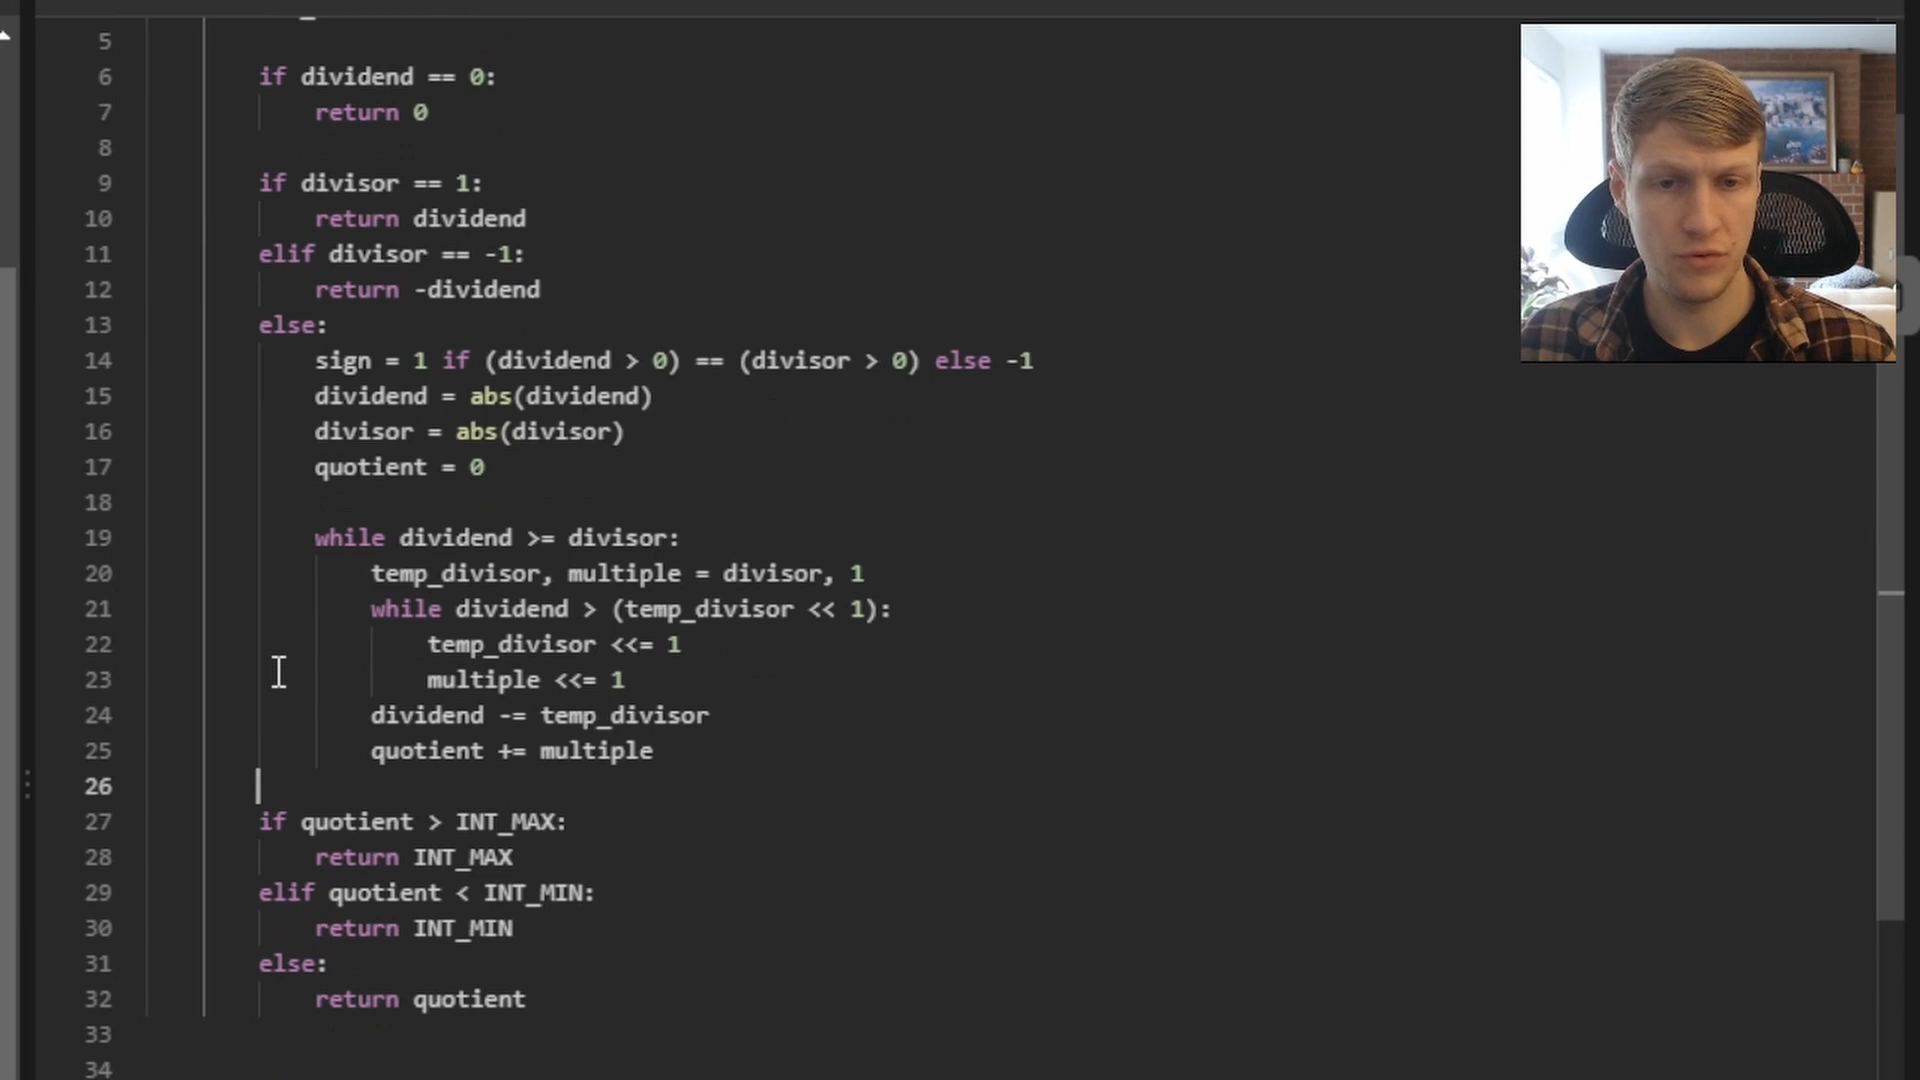 5
6 if dividend == 0:
7 return 0
8
9 if divisor == 1:
10 return dividend
11 elif divisor == -1:
12 return -dividend
13 else:
14 sign = 1 if (dividend > 0) == (divisor > 0) else -1
15 dividend = abs(dividend)
16 divisor = abs(divisor)
17 quotient = 0
18
19 while dividend >= divisor:
20 temp_divisor, multiple = divisor, 1
21 while dividend > (temp_divisor << 1):
22 temp_divisor <<= 1
23 multiple <<= 1
24 dividend -= temp_divisor
25 quotient += multiple
26
27 if quotient > INT_MAX:
28 return INT_MAX
29 elif quotient < INT_MIN:
30 return INT_MIN
31 else:
32 return quotient
33
34